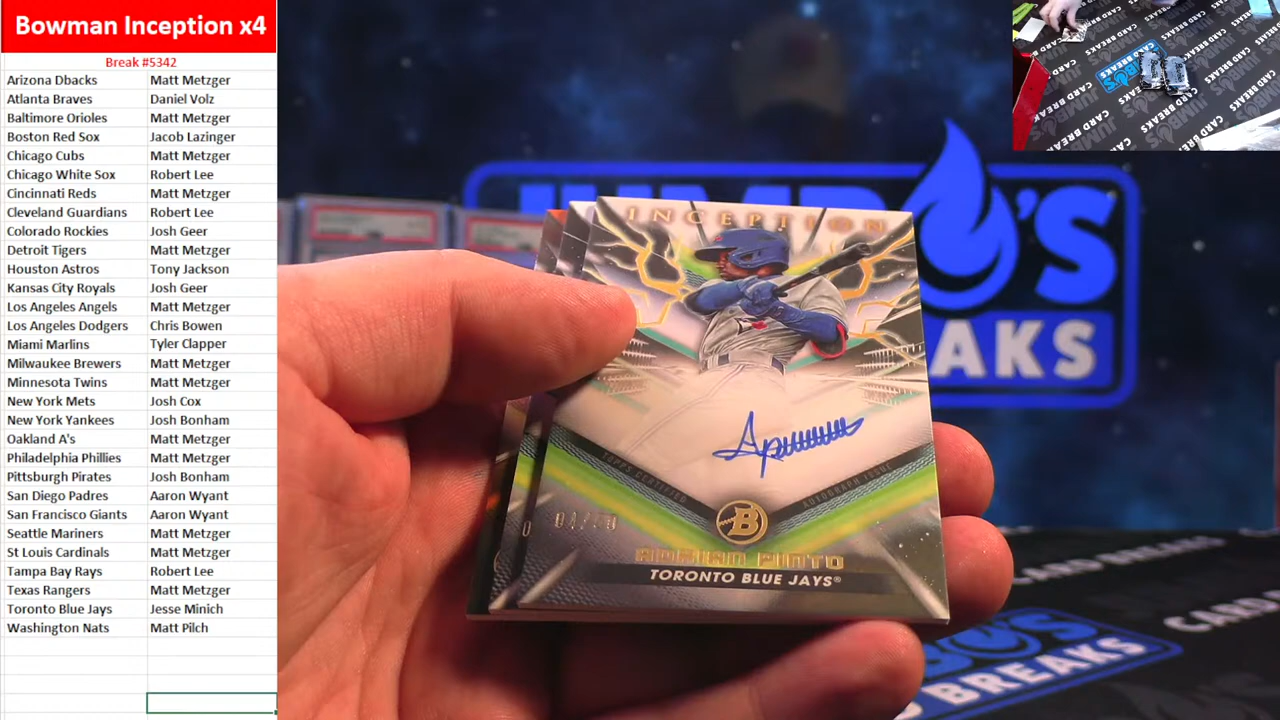 Bowman Inception x4
Break #5342
Arizona Dbacks Matt Metzger
Atlanta Braves Daniel Volz
Baltimore Orioles Matt Metzger
Boston Red Sox Jacob Lazinger
Chicago Cubs Matt Metzger
Chicago White Sox Robert Lee
Cincinnati Reds Matt Metzger
Cleveland Guardians Robert Lee
Colorado Rockies Josh Geer
Detroit Tigers Matt Metzger
Houston Astros Tony Jackson
Kansas City Royals Josh Geer
Los Angeles Angels Matt Metzger
Los Angeles Dodgers Chris Bowen
Miami Marlins Tyler Clapper
Milwaukee Brewers Matt Metzger
Minnesota Twins Matt Metzger
New York Mets Josh Cox
New York Yankees Josh Bonham
Oakland A's Matt Metzger
Philadelphia Phillies Matt Metzger
Pittsburgh Pirates Josh Bonham
San Diego Padres Aaron Wyant
San Francisco Giants Aaron Wyant
Seattle Mariners Matt Metzger
St Louis Cardinals Matt Metzger
Tampa Bay Rays Robert Lee
Texas Rangers Matt Metzger
Toronto Blue Jays Jesse Minich
Washington Nats Matt Pilch
INCEPTION
TOPPS CERTIFIED
AUTOGRAPH ISSUE
B
PINTO
TORONTO BLUE JAYS®
CARD BREAKS
CARD BREAKS
BREAKS